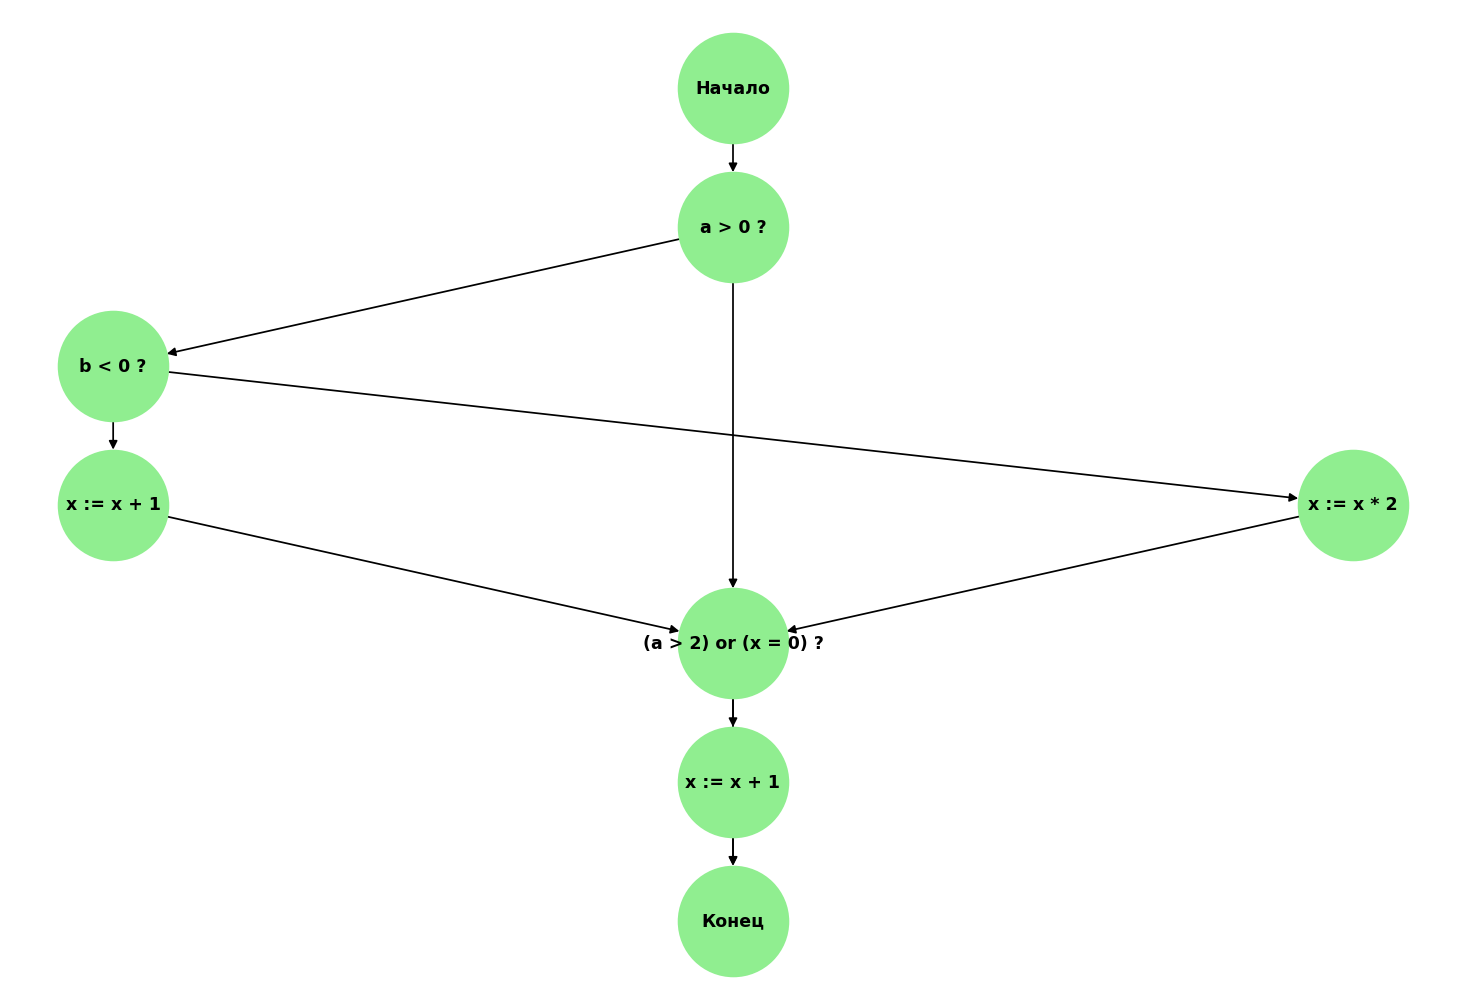 Начало
a > 0 ?
b < 0 ?
x := x + 1
x := x * 2
(a > 2) or (x = 0) ?
x := x + 1
Конец